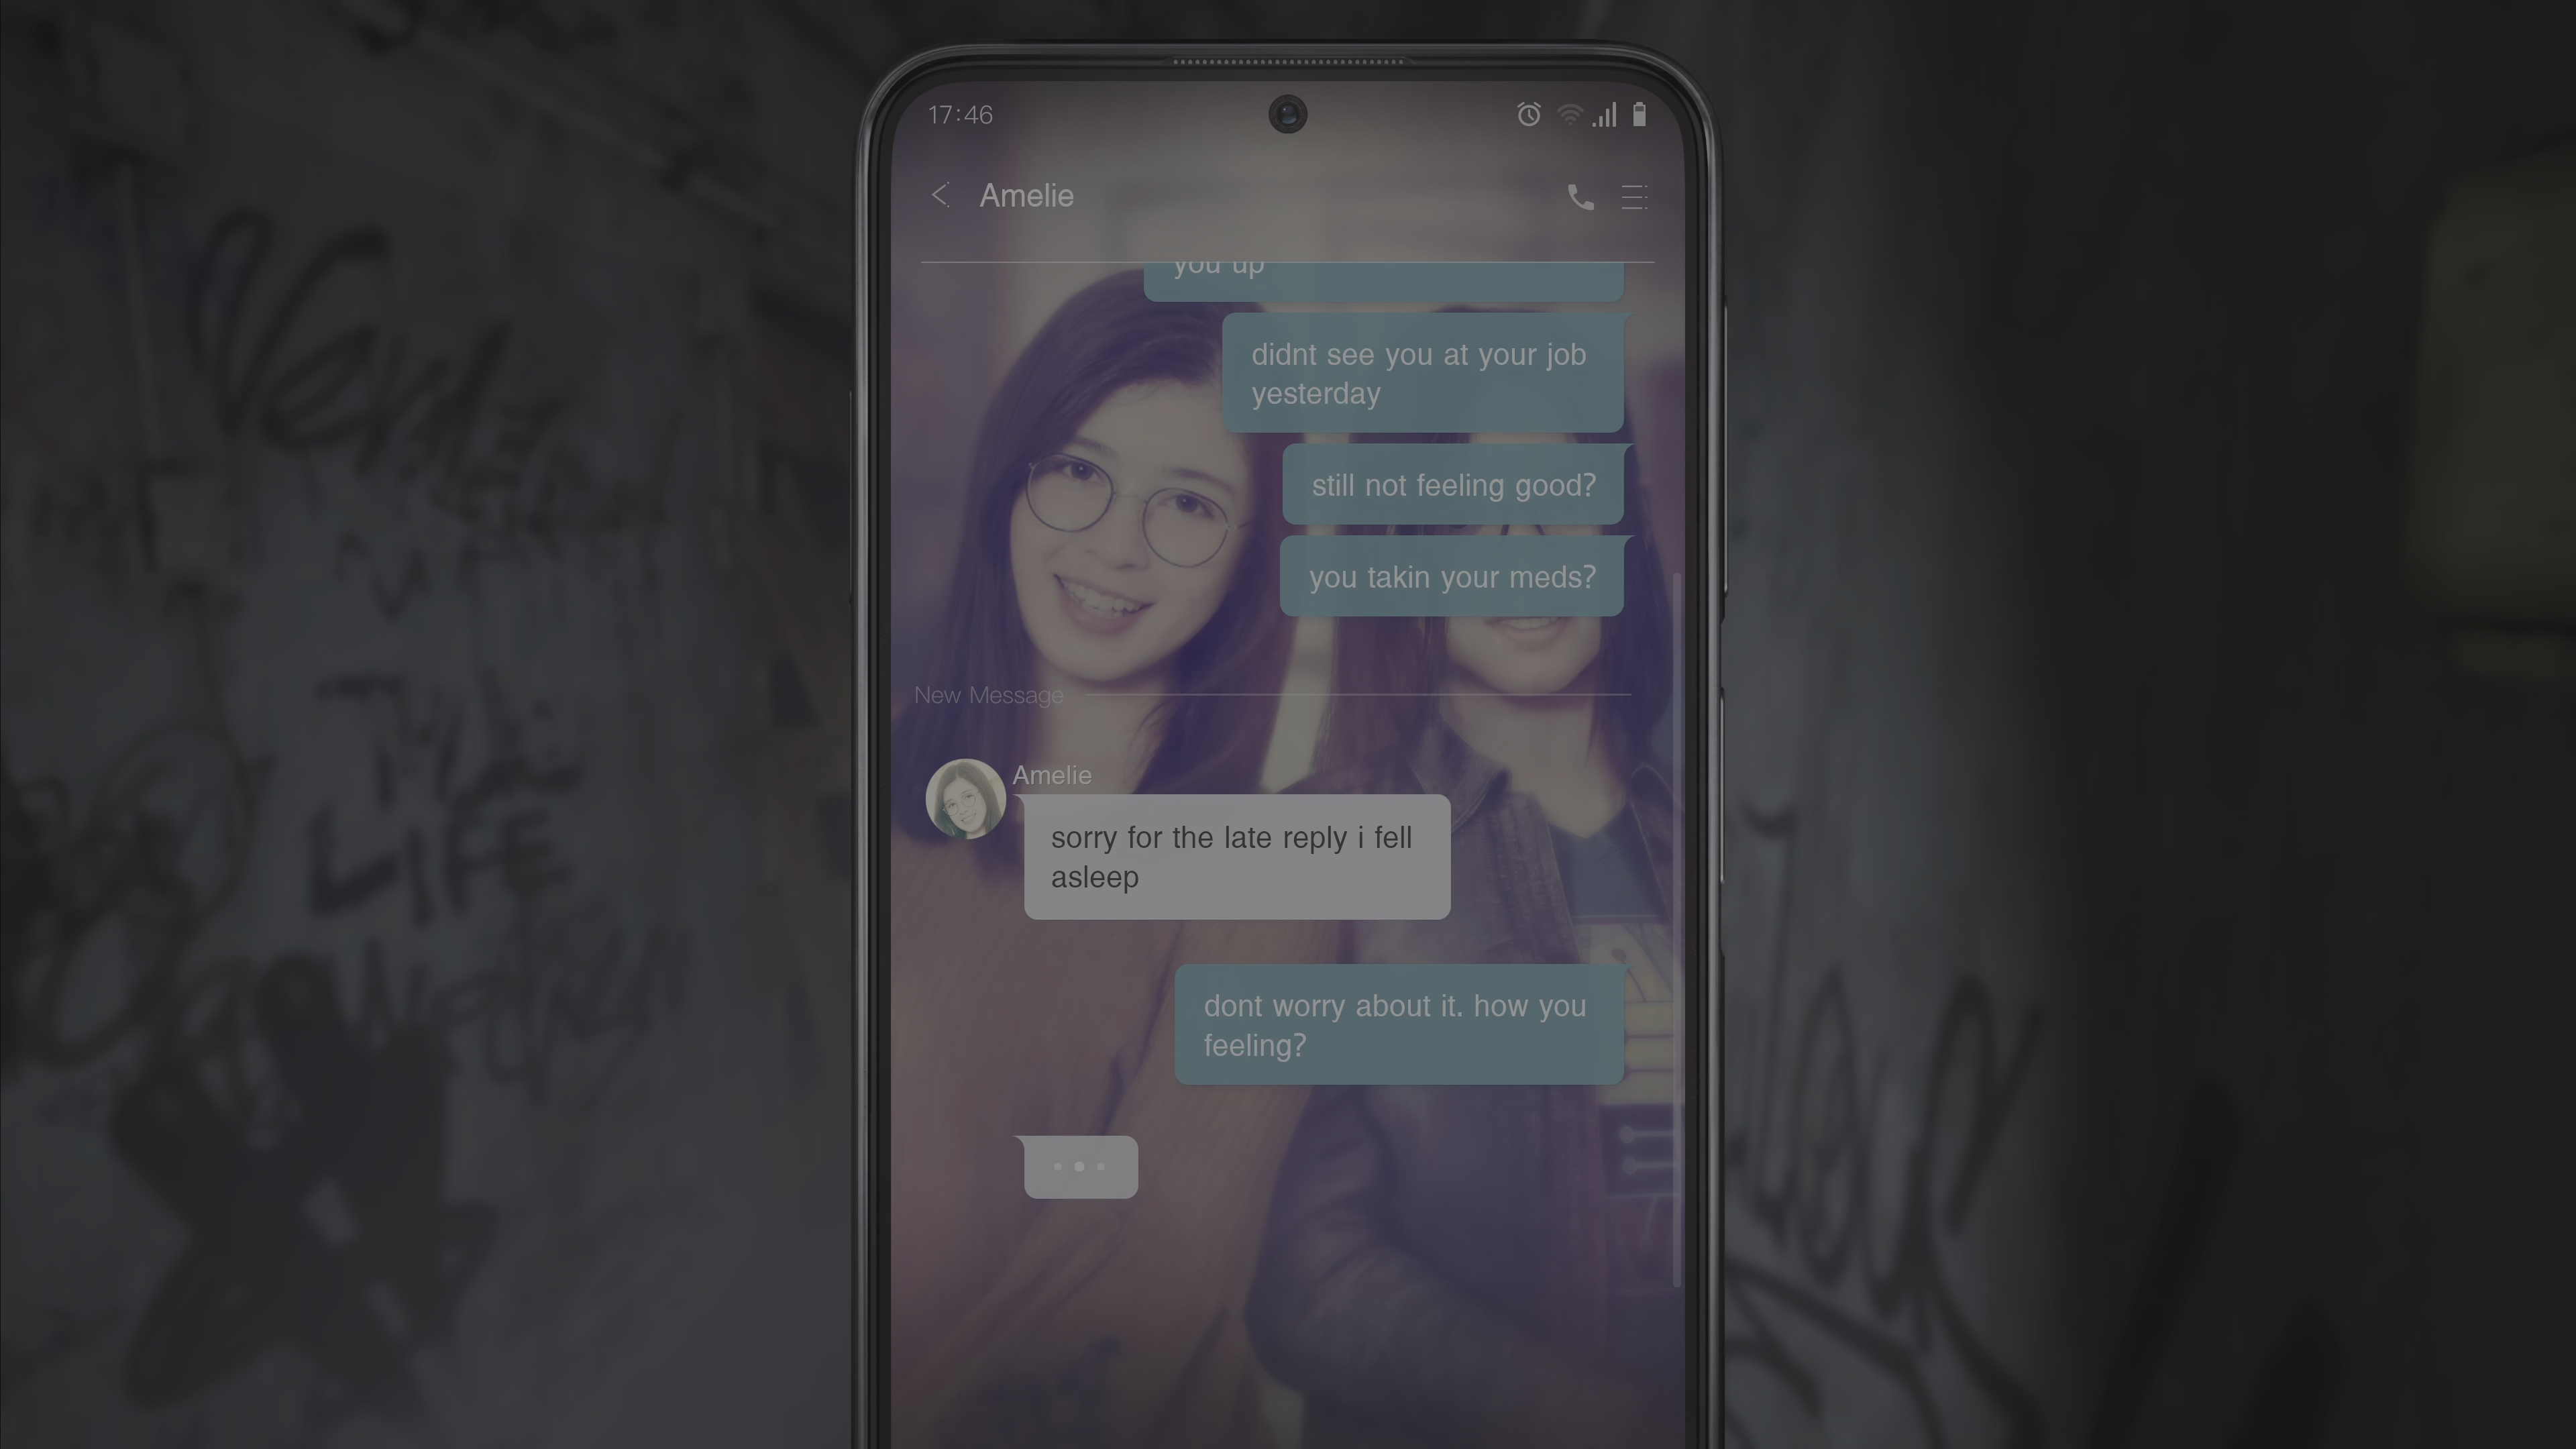 17:46
Amelie
you up
didnt see you at your job
yesterday
still not feeling good?
you takin your meds?
New Message
Amelie
sorry for the late reply i fell
asleep
dont worry about it. how you
feeling?
THE
LIFE